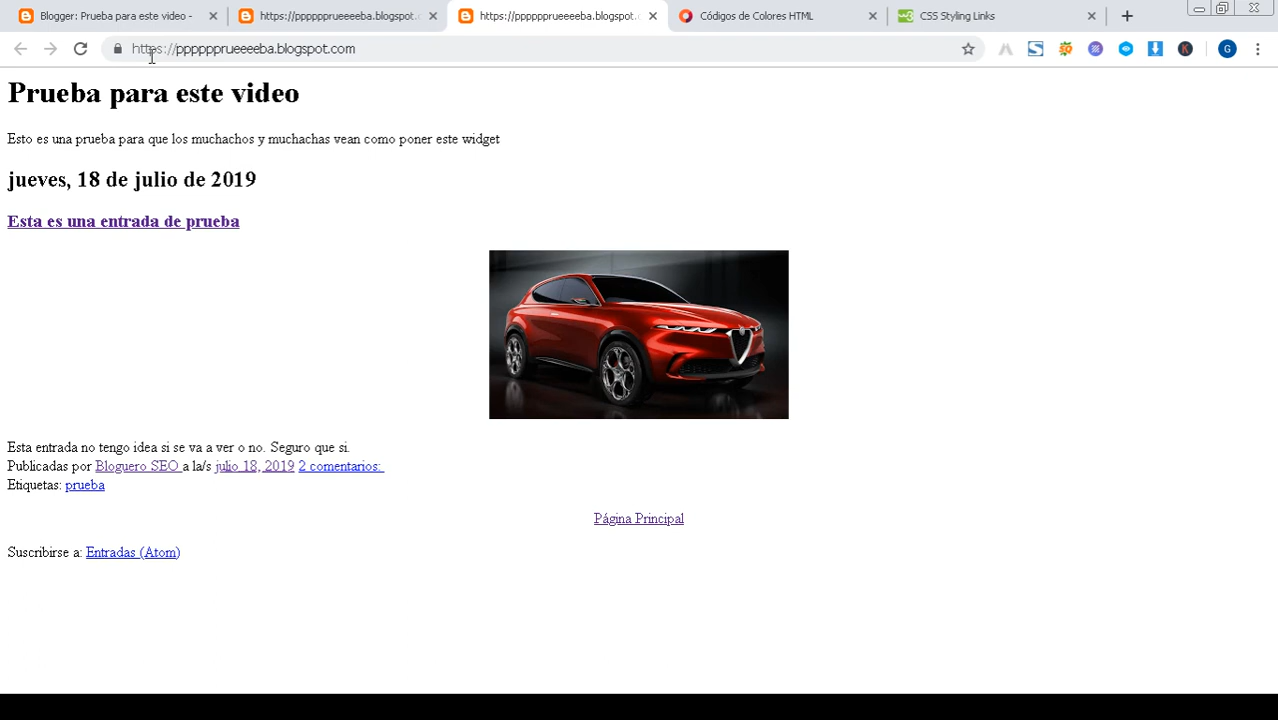 Blogger: Prueba para este video -
https://ppppppprueeeeba.blogspot.
https://ppppppprueeeeba.blogspot.
Códigos de Colores HTML
CSS Styling Links
https://ppppppprueeeeba.blogspot.com
G
Prueba para este video
Esto es una prueba para que los muchachos y muchachas vean como poner este widget
jueves, 18 de julio de 2019
Esta es una entrada de prueba
Esta entrada no tengo idea si se va a ver o no. Seguro que si.
Publicadas por Bloguero SEO a la/s julio 18, 2019 2 comentarios:
Etiquetas: prueba
Página Principal
Suscribirse a: Entradas (Atom)